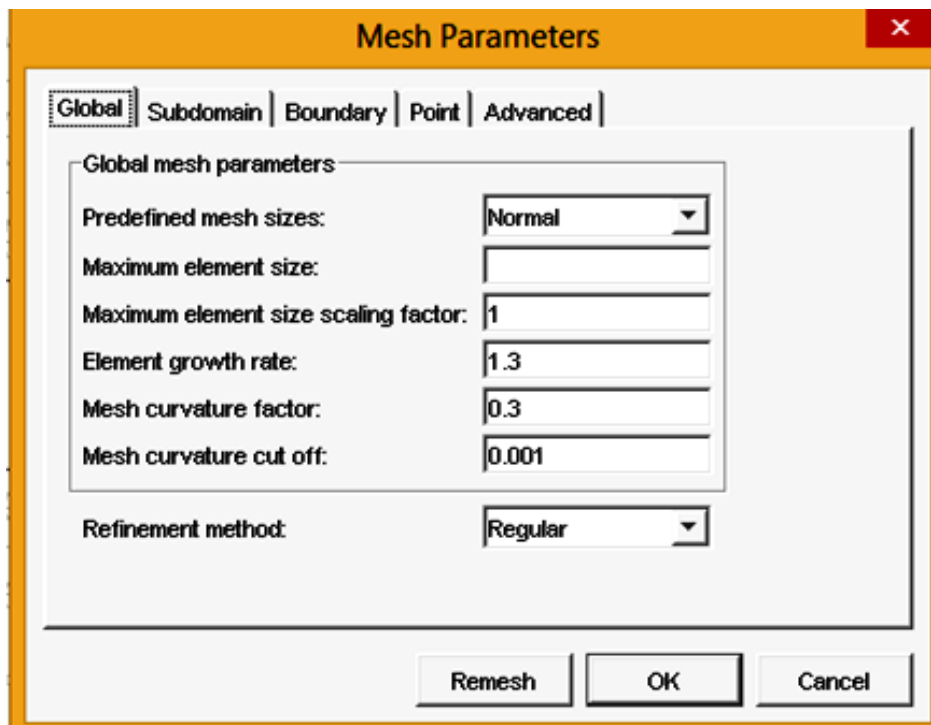 Mesh Parameters
×
Global Subdomain Boundary Point Advanced
Global mesh parameters
Predefined mesh sizes: Normal
Maximum element size:
Maximum element size scaling factor: 1
Element growth rate: 1.3
Mesh curvature factor: 0.3
Mesh curvature cut off: 0.001
Refinement method: Regular
Remesh OK Cancel